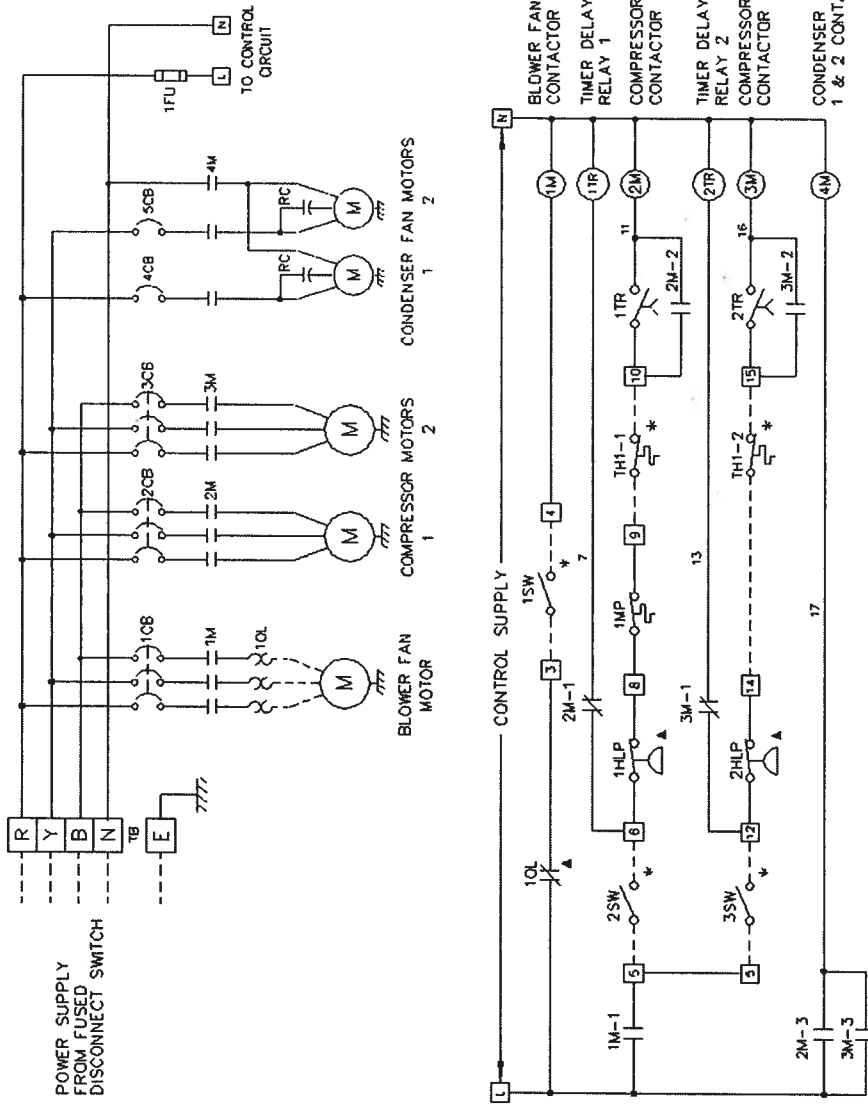 POWER SUPPLY
FROM FUSED
DISCONNECT SWITCH
R
Y
B
N
TB
E
1CB
1M
1OL
M
BLOWER FAN
MOTOR
2CB
2M
M
3CB
3M
M
COMPRESSOR MOTORS
1
2
4CB
5CB
4M
RC
RC
M
M
CONDENSER FAN MOTORS
1
2
1FU
L
N
TO CONTROL
CIRCUIT
L
CONTROL SUPPLY
N
1OL
3
1SW
*
4
1M
BLOWER FAN
CONTACTOR
2M-1
7
1TR
TIMER DELAY
RELAY 1
1M-1
5
2SW
*
6
1HLP
8
1MP
9
TH1-1
*
10
1TR
2M-2
11
2M
COMPRESSOR
CONTACTOR
3M-1
13
2TR
TIMER DELAY
RELAY 2
5
3SW
*
12
2HLP
14
TH1-2
*
15
2TR
3M-2
16
3M
COMPRESSOR
CONTACTOR
2M-3
17
4M
CONDENSER
1 & 2 CONTA
3M-3